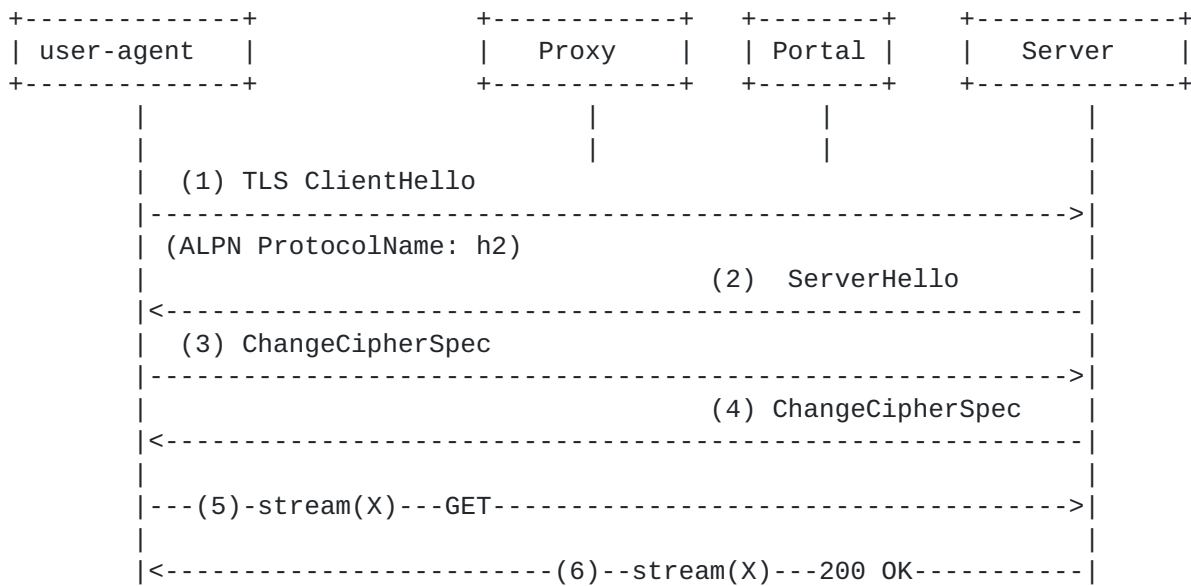 user-agent Proxy Portal Server
(1) TLS ClientHello
(ALPN ProtocolName: h2)
(2) ServerHello
(3) ChangeCipherSpec
(4) ChangeCipherSpec
(5)-stream(X)---GET
(6)--stream(X)---200 OK